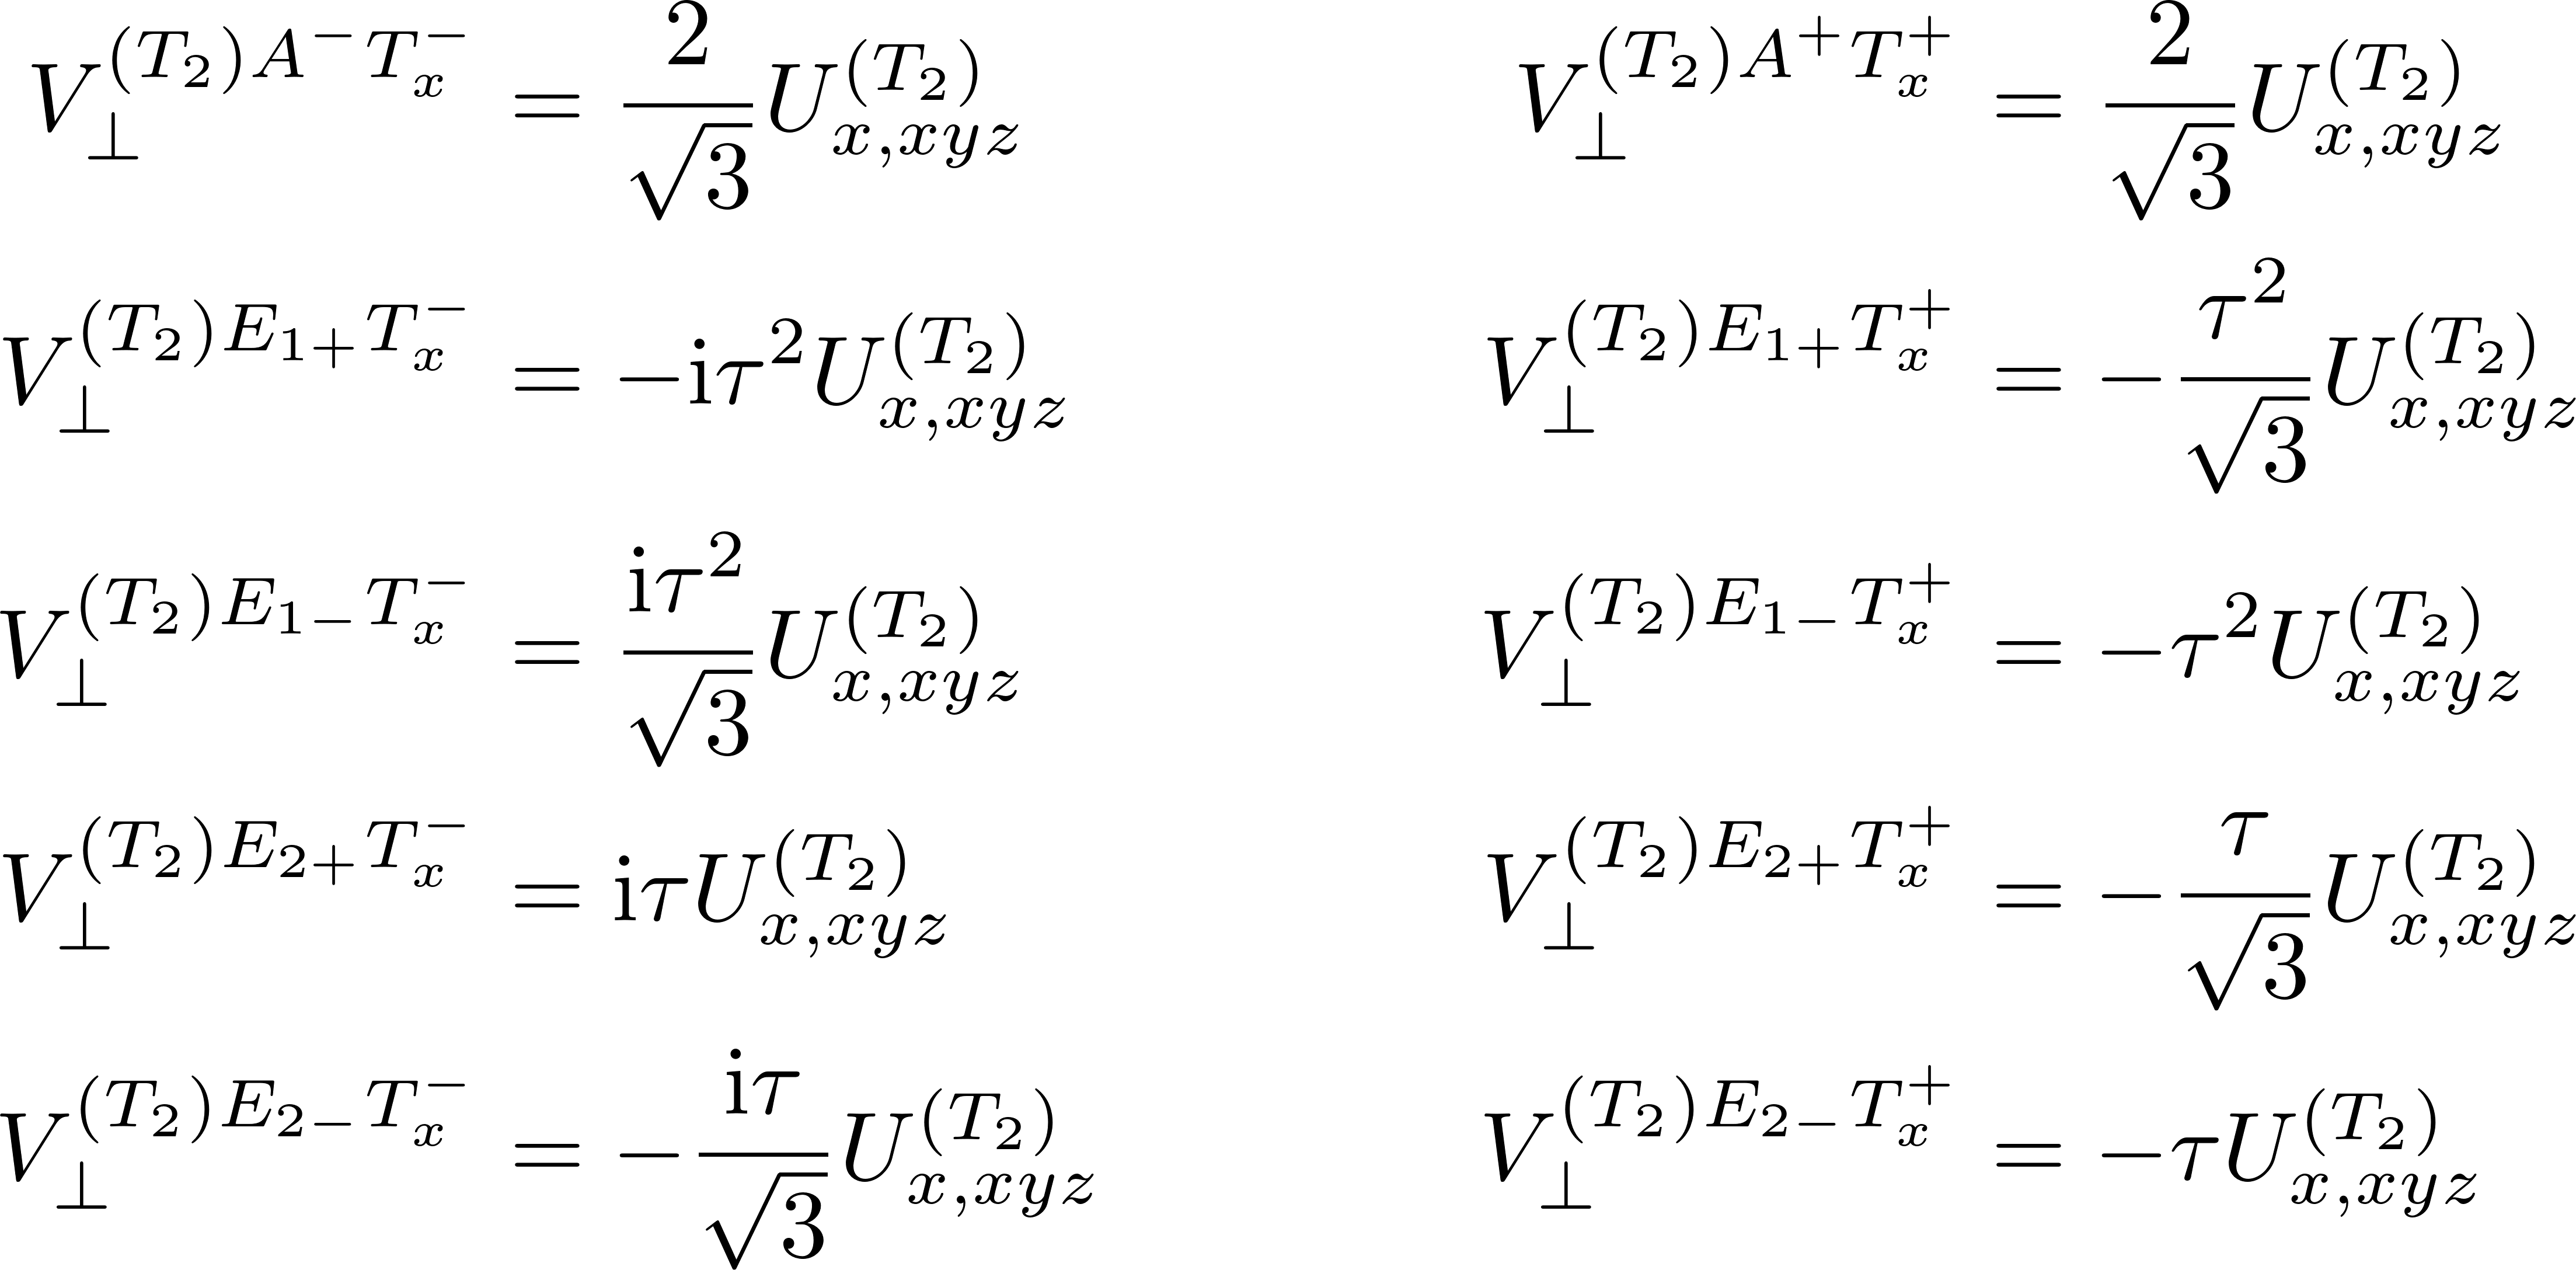 $V_{\perp}^{(T_2)A^{-}T_x^{-}} = \frac{2}{\sqrt{3}} U_{x,xyz}^{(T_2)}$ $V_{\perp}^{(T_2)A^{+}T_x^{+}} = \frac{2}{\sqrt{3}} U_{x,xyz}^{(T_2)}$
$V_{\perp}^{(T_2)E_{1+}T_x^{-}} = -\mathrm{i}\tau^2 U_{x,xyz}^{(T_2)}$ $V_{\perp}^{(T_2)E_{1+}T_x^{+}} = -\frac{\tau^2}{\sqrt{3}} U_{x,xyz}^{(T_2)}$
$V_{\perp}^{(T_2)E_{1-}T_x^{-}} = \frac{\mathrm{i}\tau^2}{\sqrt{3}} U_{x,xyz}^{(T_2)}$ $V_{\perp}^{(T_2)E_{1-}T_x^{+}} = -\tau^2 U_{x,xyz}^{(T_2)}$
$V_{\perp}^{(T_2)E_{2+}T_x^{-}} = \mathrm{i}\tau U_{x,xyz}^{(T_2)}$ $V_{\perp}^{(T_2)E_{2+}T_x^{+}} = -\frac{\tau}{\sqrt{3}} U_{x,xyz}^{(T_2)}$
$V_{\perp}^{(T_2)E_{2-}T_x^{-}} = -\frac{\mathrm{i}\tau}{\sqrt{3}} U_{x,xyz}^{(T_2)}$ $V_{\perp}^{(T_2)E_{2-}T_x^{+}} = -\tau U_{x,xyz}^{(T_2)}$